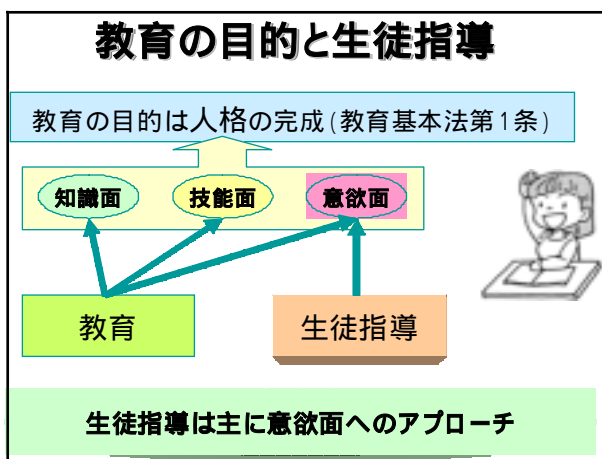 教育の目的と生徒指導
教育の目的は人格の完成(教育基本法第1条)
知識面 技能面 意欲面
教育 生徒指導
生徒指導は主に意欲面へのアプローチ